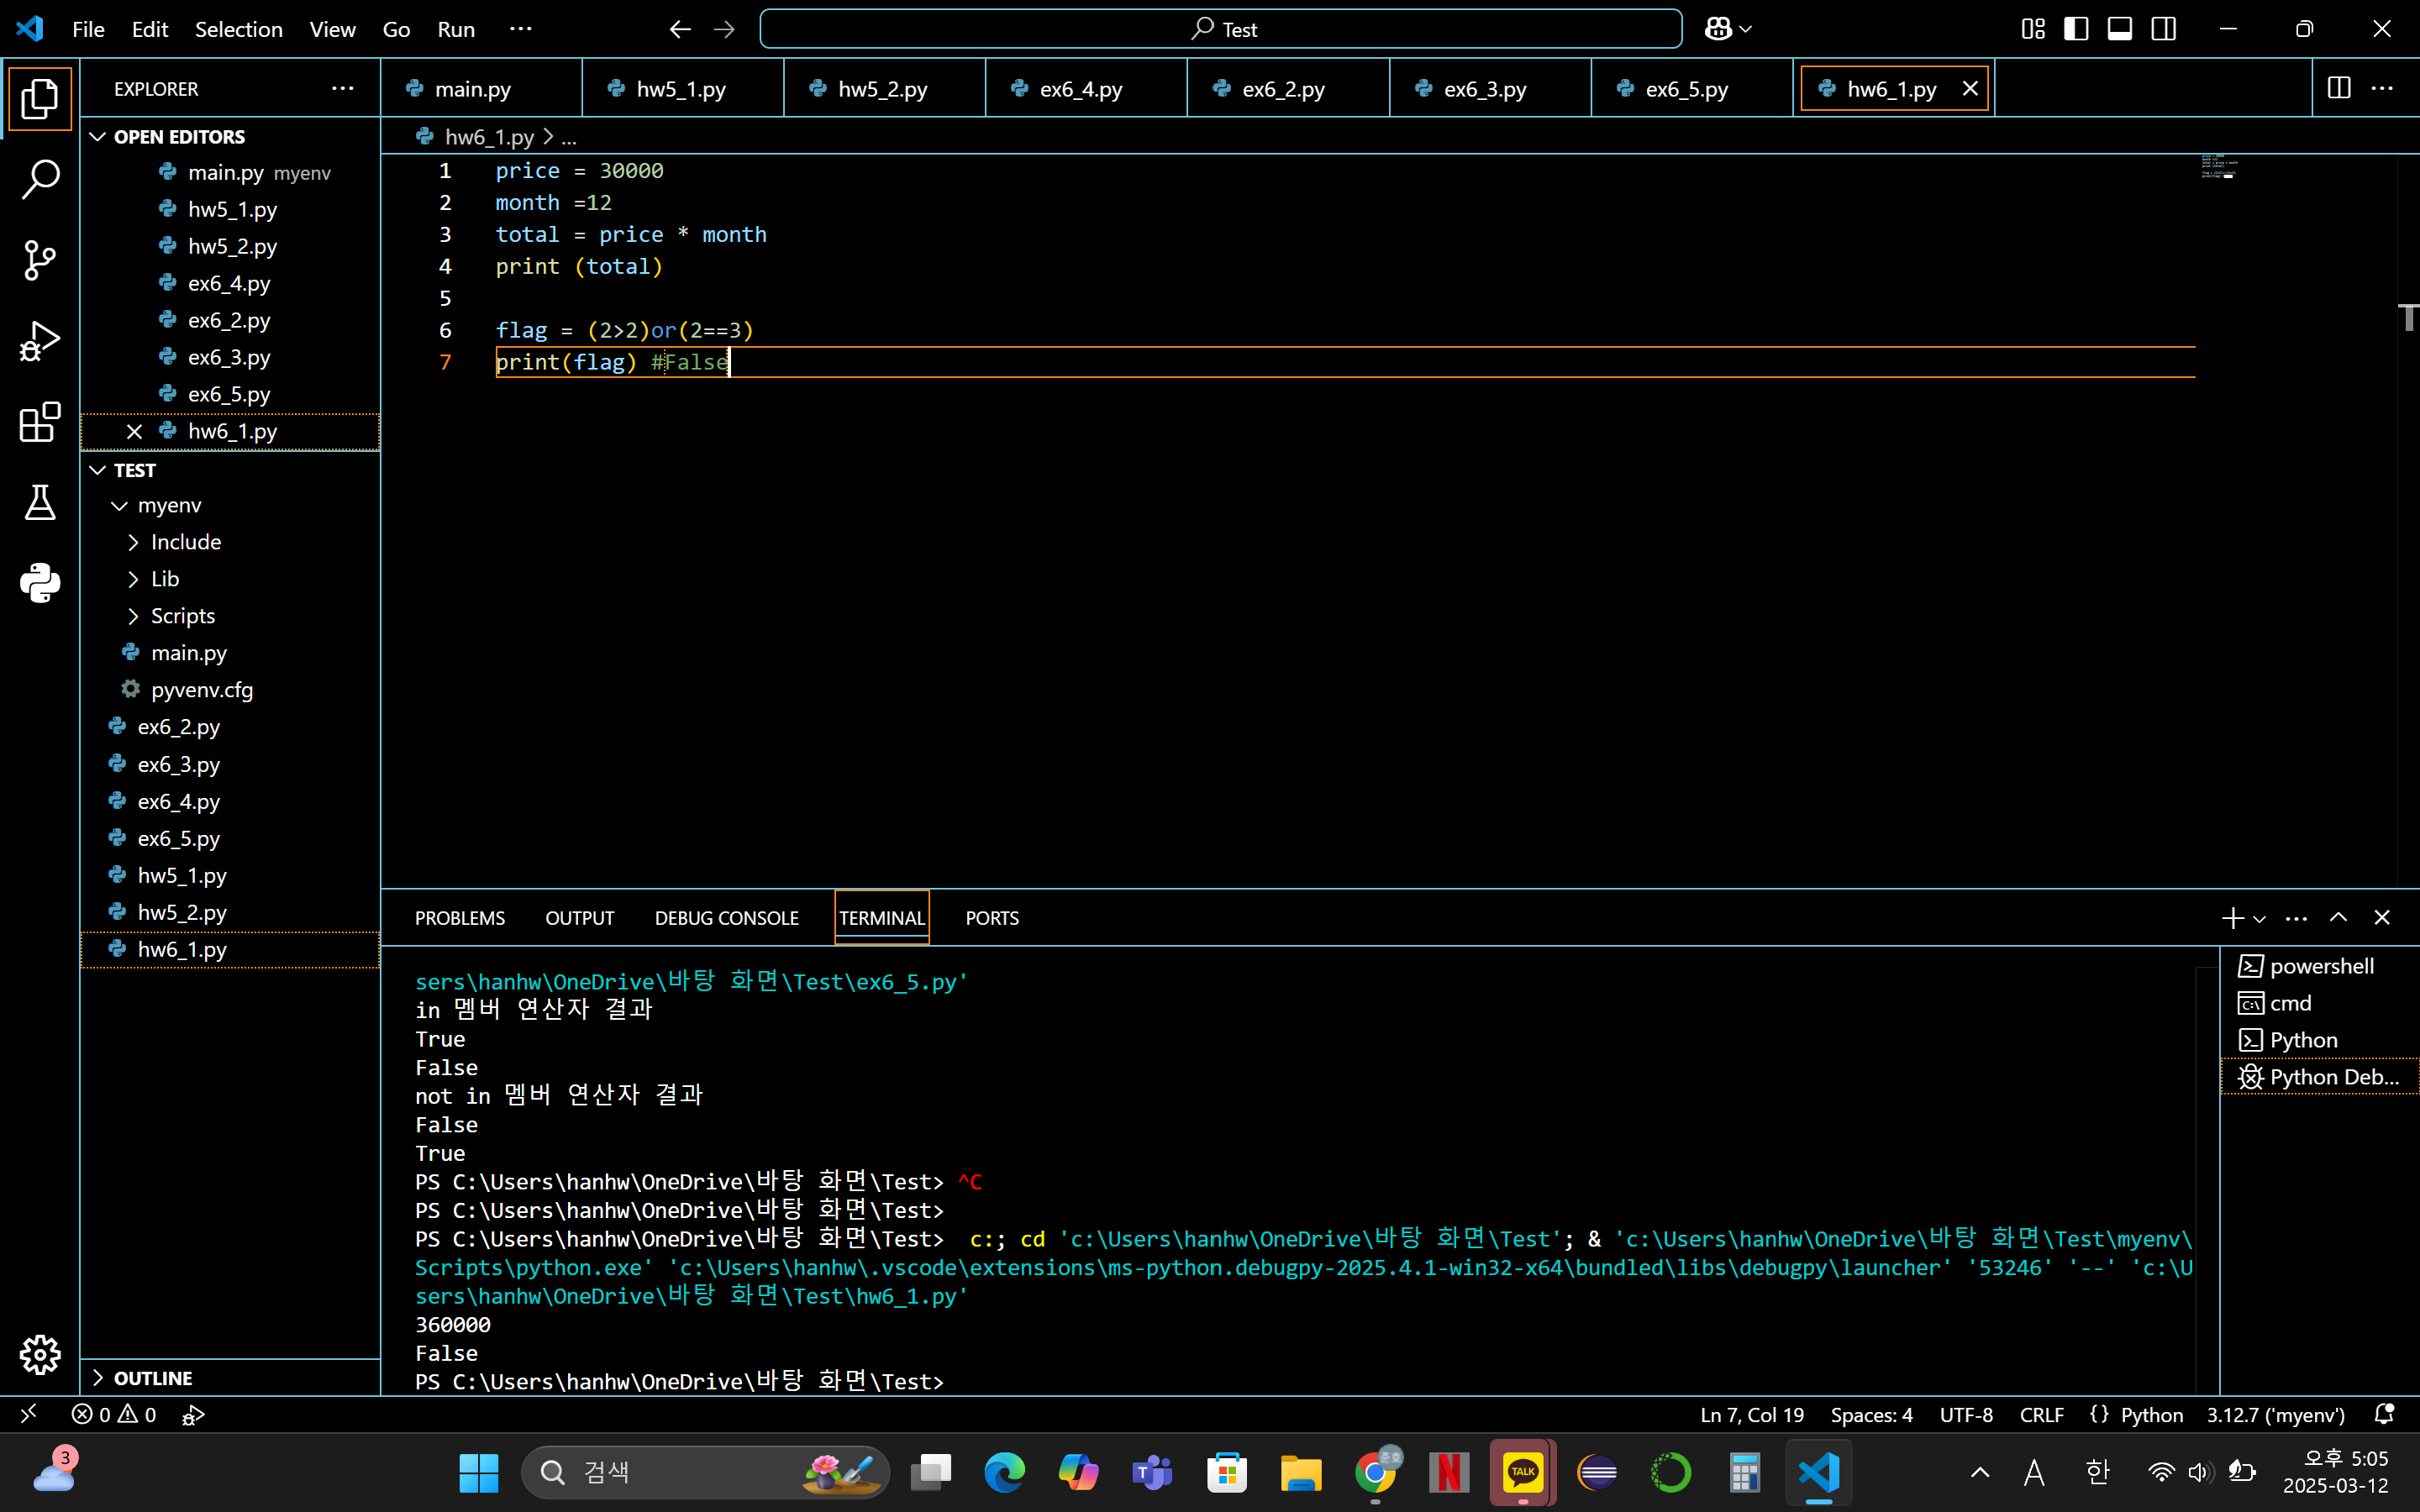 File Edit Selection View Go Run ···
Test
EXPLORER ···
main.py hw5_1.py hw5_2.py ex6_4.py ex6_2.py ex6_3.py ex6_5.py hw6_1.py
OPEN EDITORS
main.py myenv
hw5_1.py
hw5_2.py
ex6_4.py
ex6_2.py
ex6_3.py
ex6_5.py
hw6_1.py
TEST
myenv
Include
Lib
Scripts
main.py
pyvenv.cfg
ex6_2.py
ex6_3.py
ex6_4.py
ex6_5.py
hw5_1.py
hw5_2.py
hw6_1.py
OUTLINE
hw6_1.py > ...
1 price = 30000
2 month =12
3 total = price * month
4 print (total)
5
6 flag = (2>2)or(2==3)
7 print(flag) #False
PROBLEMS OUTPUT DEBUG CONSOLE TERMINAL PORTS
sers\hanhw\OneDrive\바탕 화면\Test\ex6_5.py'
in 멤버 연산자 결과
True
False
not in 멤버 연산자 결과
False
True
PS C:\Users\hanhw\OneDrive\바탕 화면\Test> ^C
PS C:\Users\hanhw\OneDrive\바탕 화면\Test>
PS C:\Users\hanhw\OneDrive\바탕 화면\Test>  c:; cd 'c:\Users\hanhw\OneDrive\바탕 화면\Test'; & 'c:\Users\hanhw\OneDrive\바탕 화면\Test\myenv\
Scripts\python.exe' 'c:\Users\hanhw\.vscode\extensions\ms-python.debugpy-2025.4.1-win32-x64\bundled\libs\debugpy\launcher' '53246' '--' 'c:\U
sers\hanhw\OneDrive\바탕 화면\Test\hw6_1.py'
360000
False
PS C:\Users\hanhw\OneDrive\바탕 화면\Test>
powershell
cmd
Python
Python Deb...
0 0
Ln 7, Col 19 Spaces: 4 UTF-8 CRLF {} Python 3.12.7 ('myenv')
3
검색
TALK
A 한
오후 5:05
2025-03-12